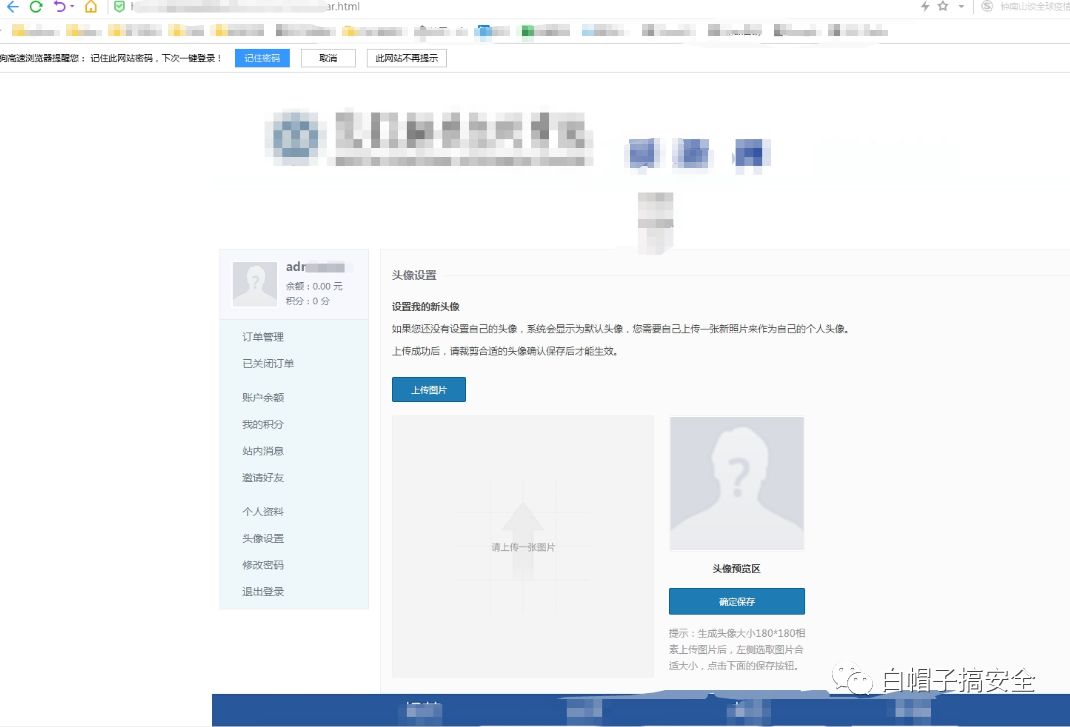 ar.html
钟南山谈全球疫情
狗高速浏览器提醒您：记住此网站密码，下次一键登录！ 记住密码 取消 此网站不再提示
adm
余额：0.00 元
积分：0 分
订单管理
已关闭订单
账户余额
我的积分
站内消息
邀请好友
个人资料
头像设置
修改密码
退出登录
头像设置
设置我的新头像
如果您还没有设置自己的头像，系统会显示为默认头像，您需要自己上传一张新照片来作为自己的个人头像。
上传成功后，请裁剪合适的头像确认保存后才能生效。
上传图片
请上传一张图片
头像预览区
确定保存
提示：生成头像大小180*180相
素上传图片后，左侧选取图片合
适大小，点击下面的保存按钮。
白帽子搞安全